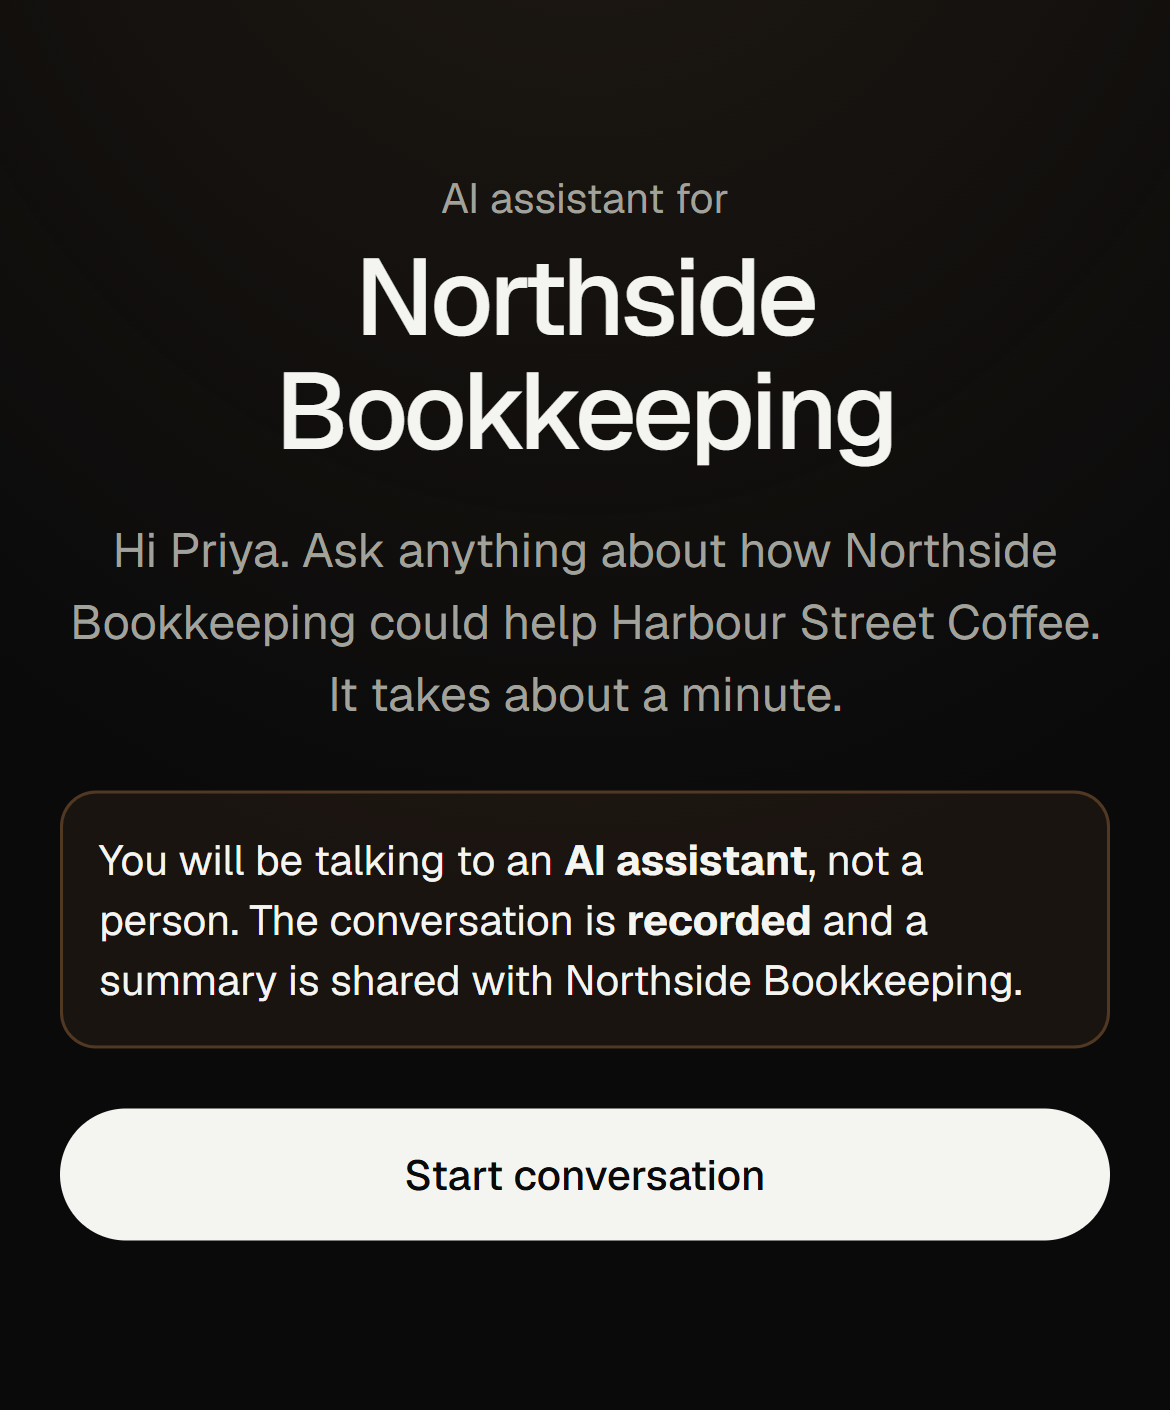 AI assistant for
Northside
Bookkeeping
Hi Priya. Ask anything about how Northside
Bookkeeping could help Harbour Street Coffee.
It takes about a minute.
You will be talking to an AI assistant, not a
person. The conversation is recorded and a
summary is shared with Northside Bookkeeping.
Start conversation